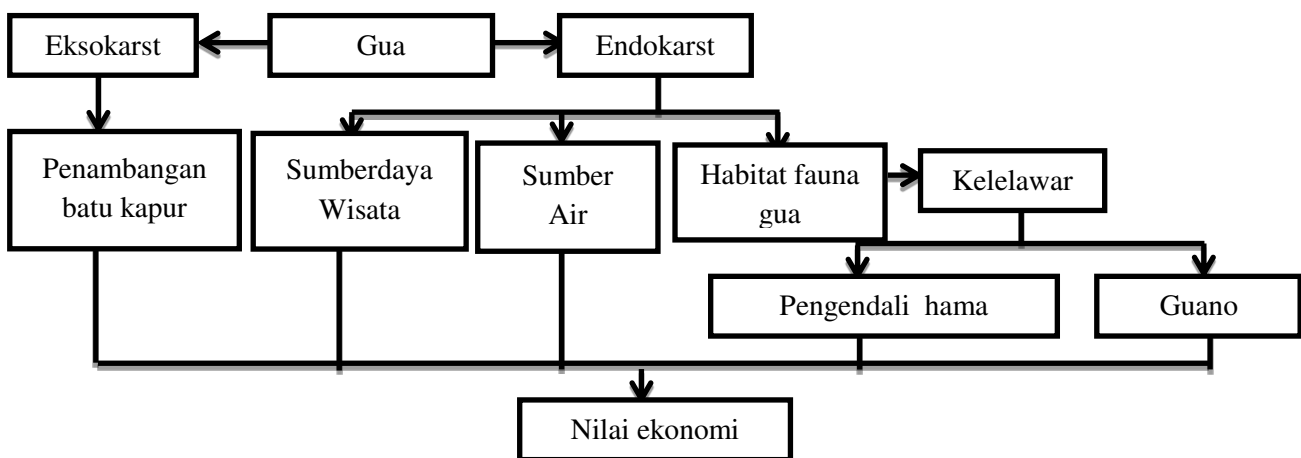 Eksokarst
Gua
Endokarst
Penambangan
batu kapur
Sumberdaya
Wisata
Sumber
Air
Habitat fauna
gua
Kelelawar
Pengendali hama
Guano
Nilai ekonomi